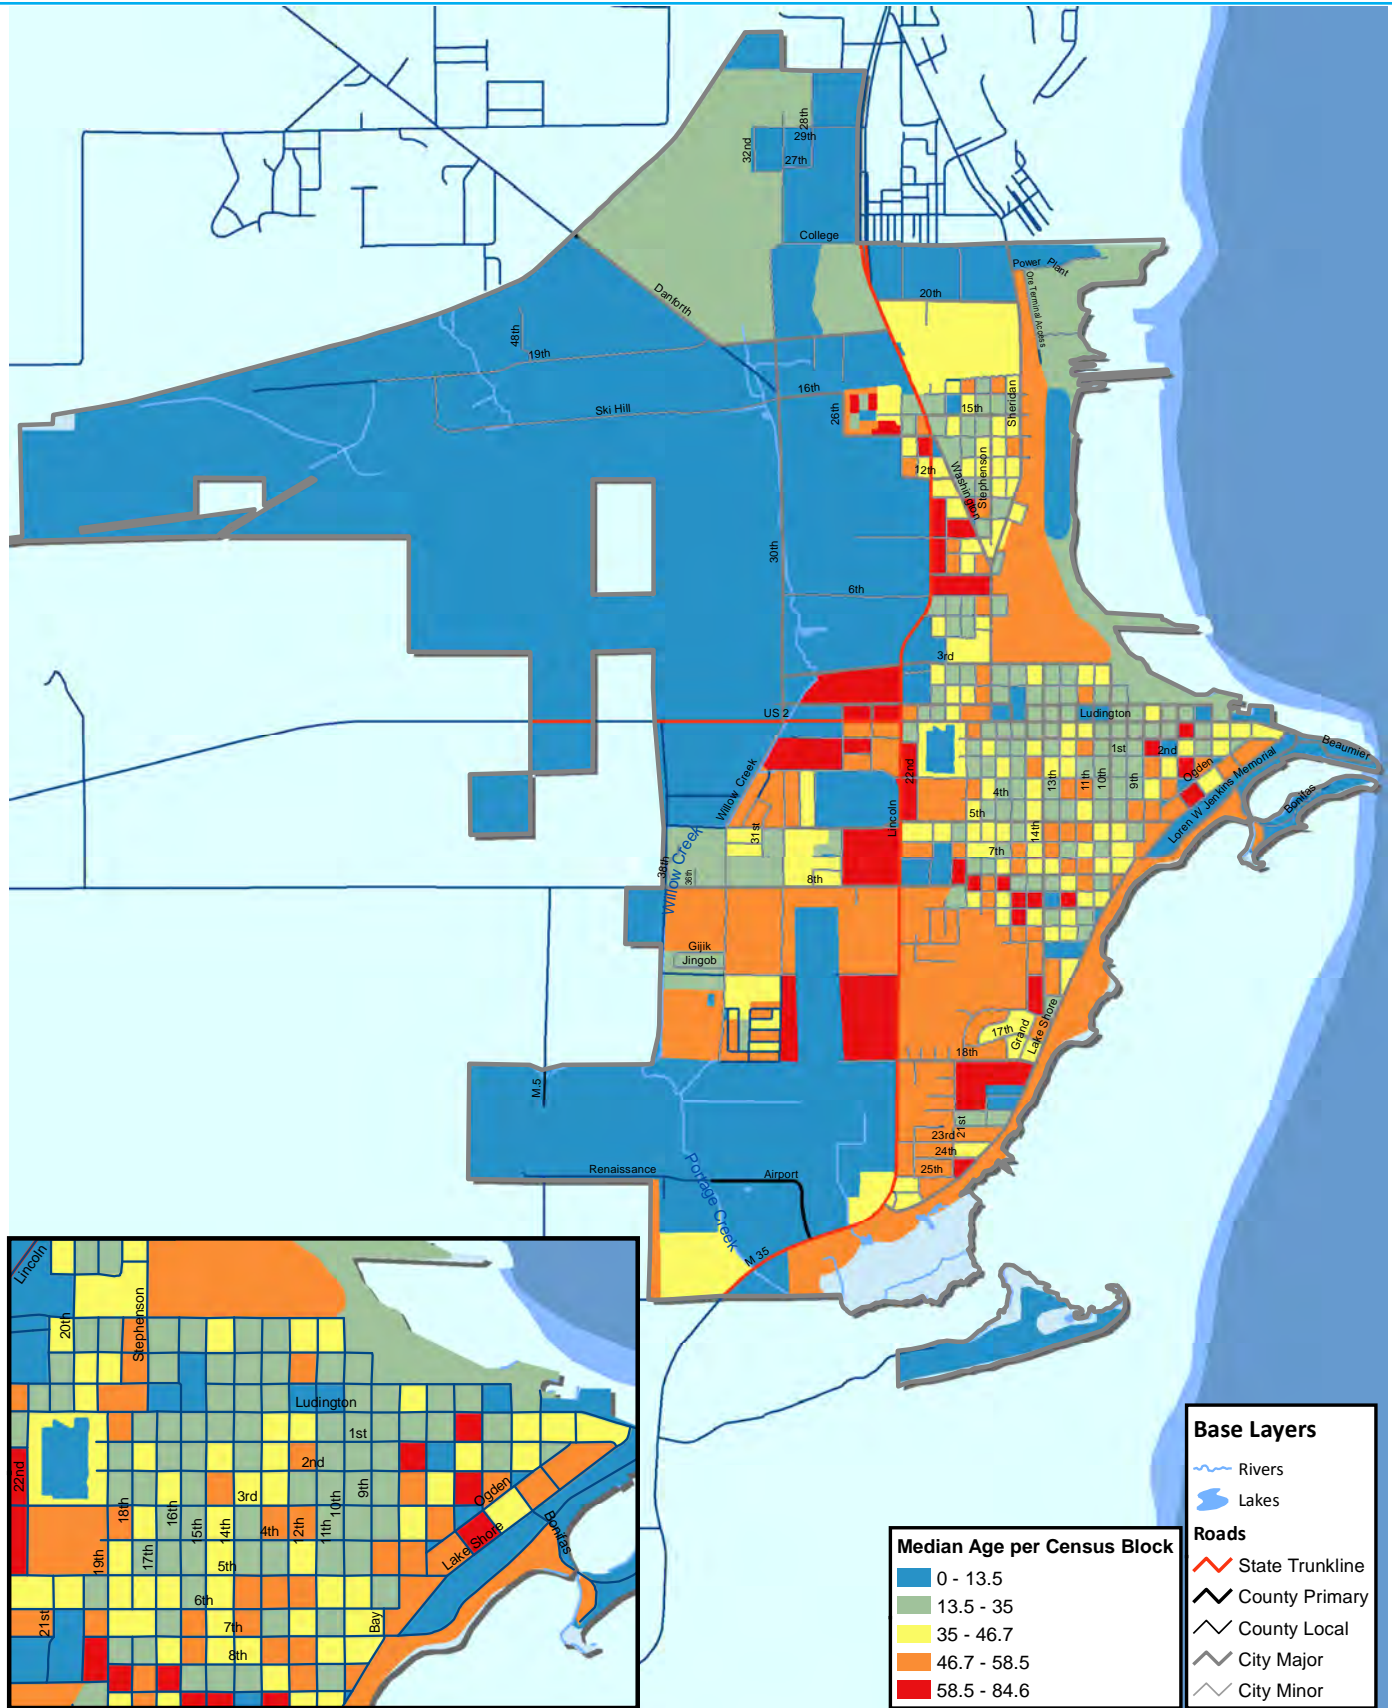 28th
29th
32nd
27th
College
Power Plant
Ore Terminal Access
Danforth
20th
48th
19th
16th
Ski Hill
26th
15th
Sheridan
12th
Washington
Stephenson
30th
6th
3rd
US 2
Ludington
1st
2nd
Beaumier
22nd
Willow Creek
13th
11th
10th
9th
Ogden
Loren W Jenkins Memorial
Bonifas
4th
5th
Lincoln
31st
14th
7th
38th
36th
Willow Creek
8th
Gijik
Jingob
17th
Grand
Lake Shore
18th
M.5
21st
23rd
24th
25th
Renaissance
Airport
Portage Creek
M 35
Lincoln
20th
Stephenson
Ludington
1st
22nd
2nd
18th
16th
15th
14th
3rd
4th
12th
11th
10th
9th
Ogden
Lake Shore
Bonifas
19th
17th
5th
6th
21st
7th
Bay
8th
Median Age per Census Block
0 - 13.5
13.5 - 35
35 - 46.7
46.7 - 58.5
58.5 - 84.6
Base Layers
Rivers
Lakes
Roads
State Trunkline
County Primary
County Local
City Major
City Minor